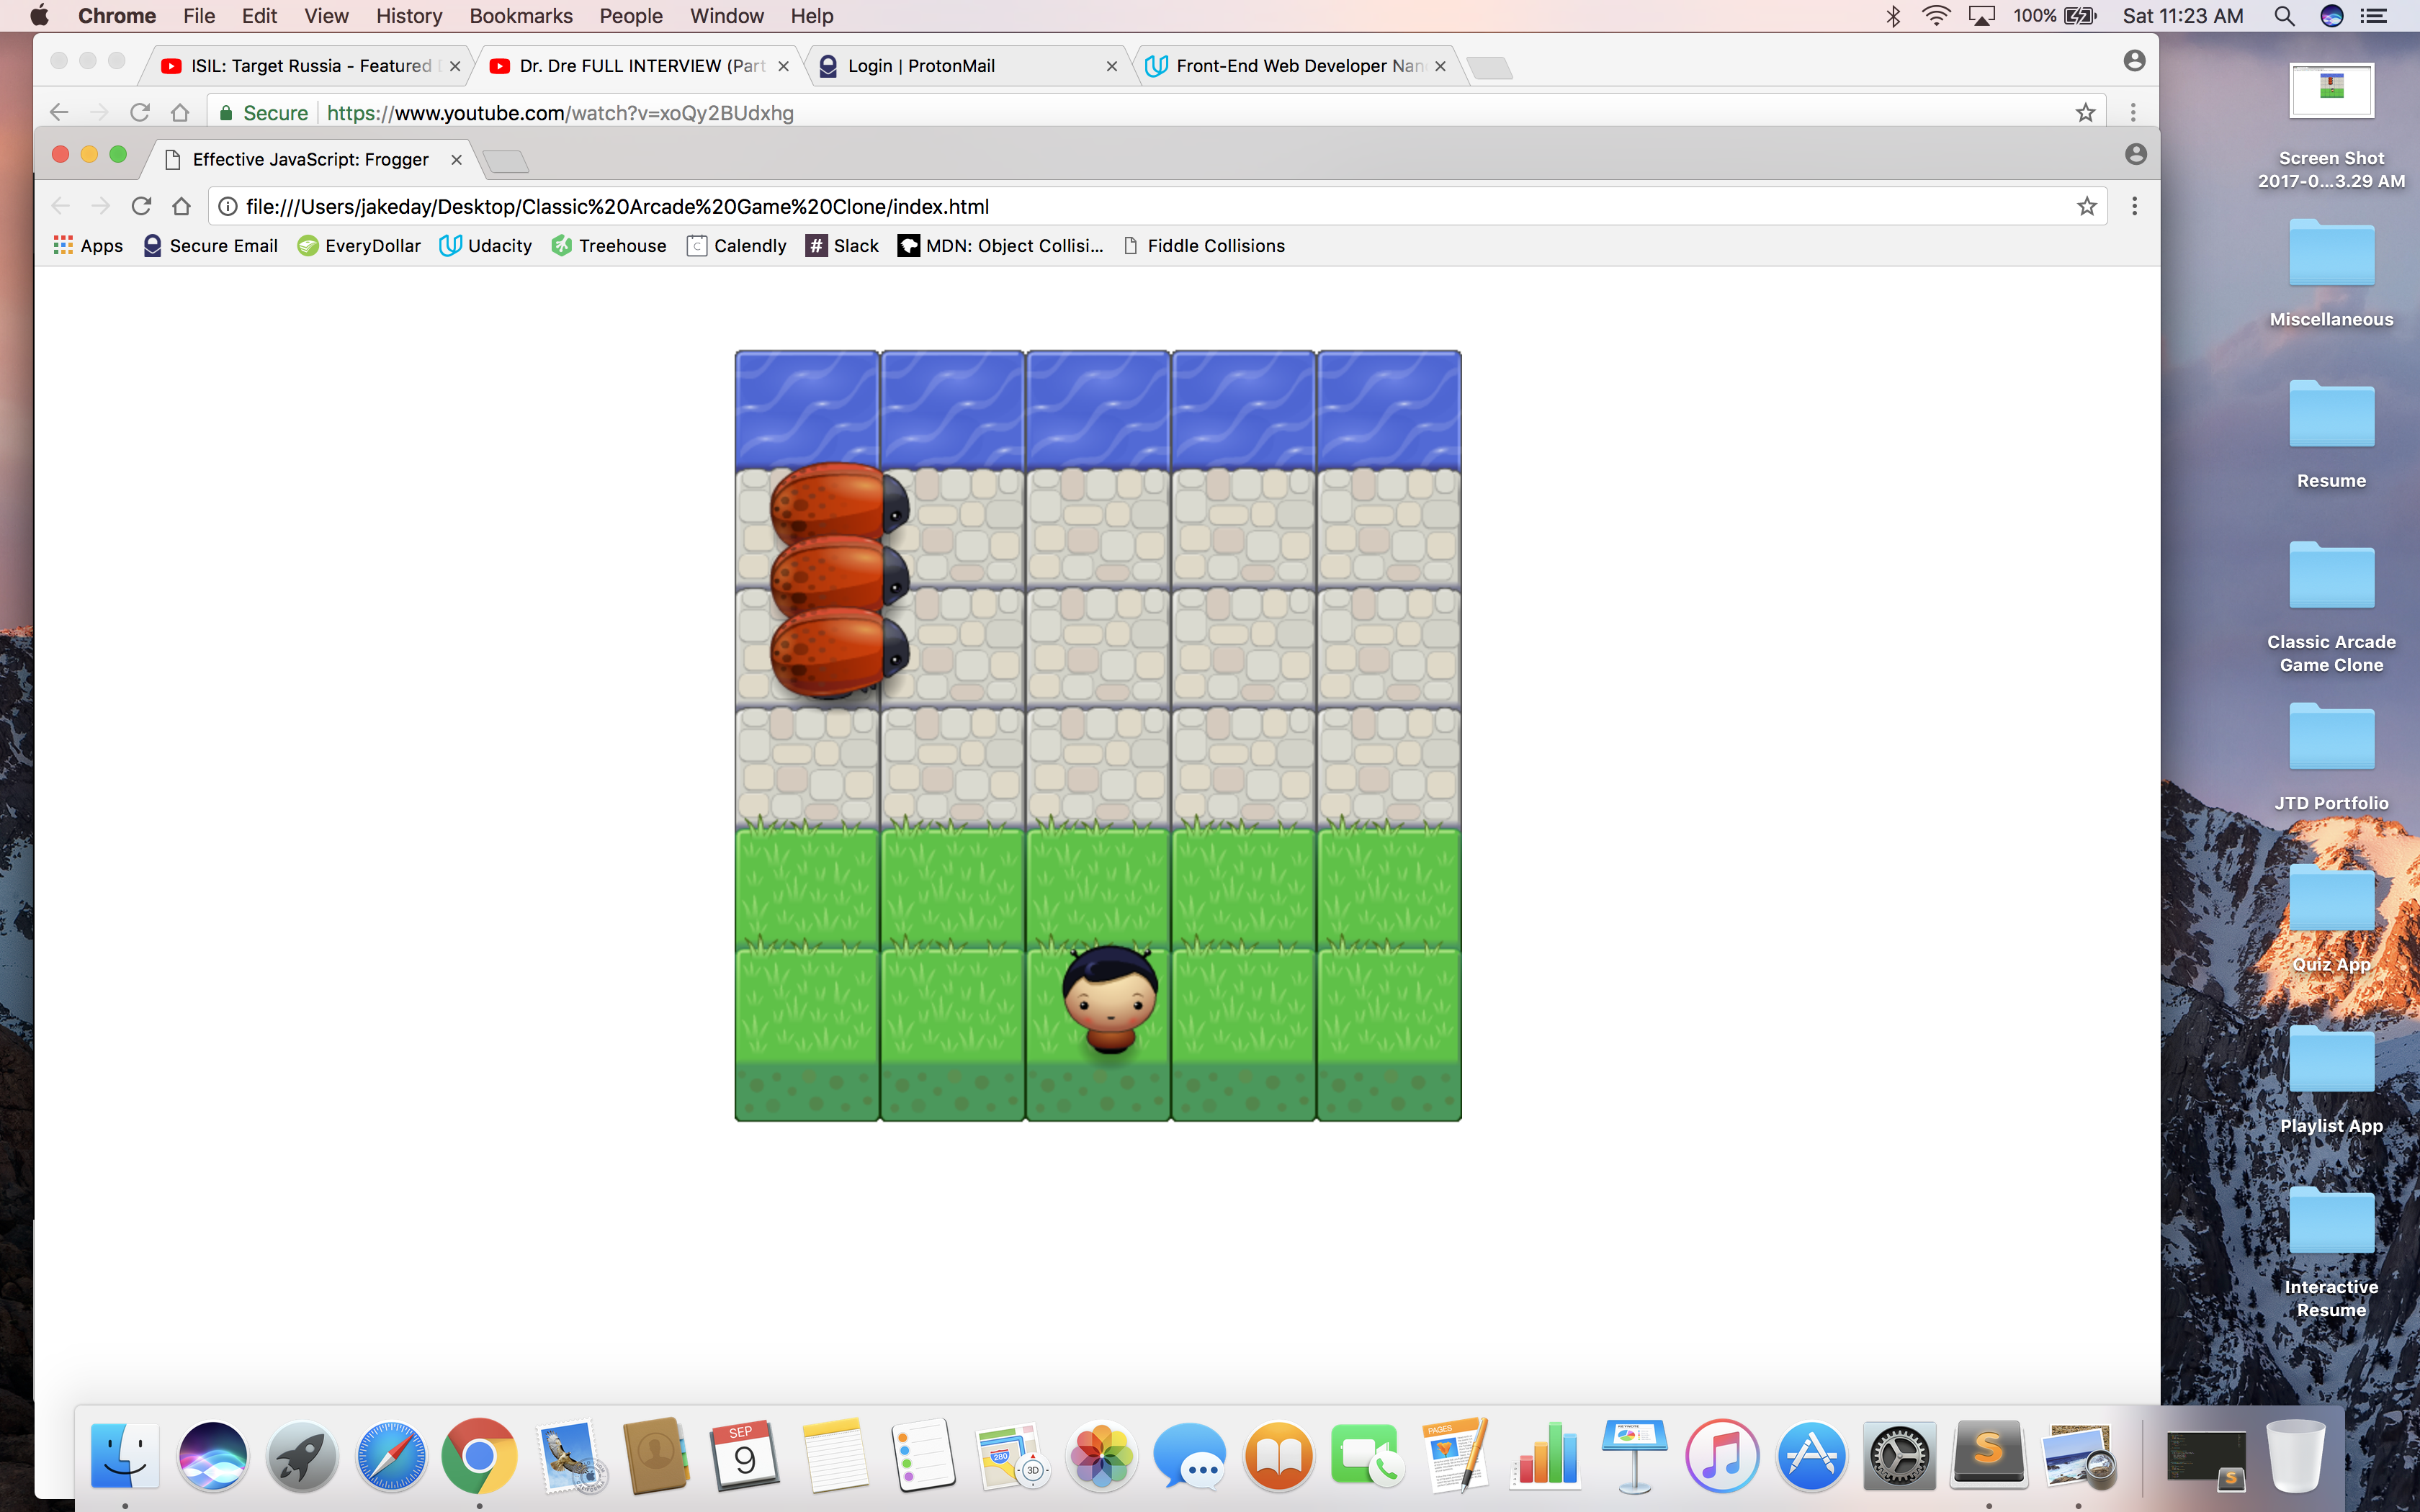 Chrome File Edit View History Bookmarks People Window Help 100% Sat 11:23 AM
ISIL: Target Russia - Featured Dr. Dre FULL INTERVIEW (Part Login | ProtonMail Front-End Web Developer Nan
Secure https://www.youtube.com/watch?v=xoQy2BUdxhg
Effective JavaScript: Frogger
file:///Users/jakeday/Desktop/Classic%20Arcade%20Game%20Clone/index.html
Apps Secure Email EveryDollar Udacity Treehouse C Calendly # Slack MDN: Object Collisi... Fiddle Collisions
Screen Shot
2017-0...3.29 AM
Miscellaneous
Resume
Classic Arcade
Game Clone
JTD Portfolio
Quiz App
Playlist App
Interactive
Resume
SEP
9
280
3D
PAGES
KEYNOTE
S
S